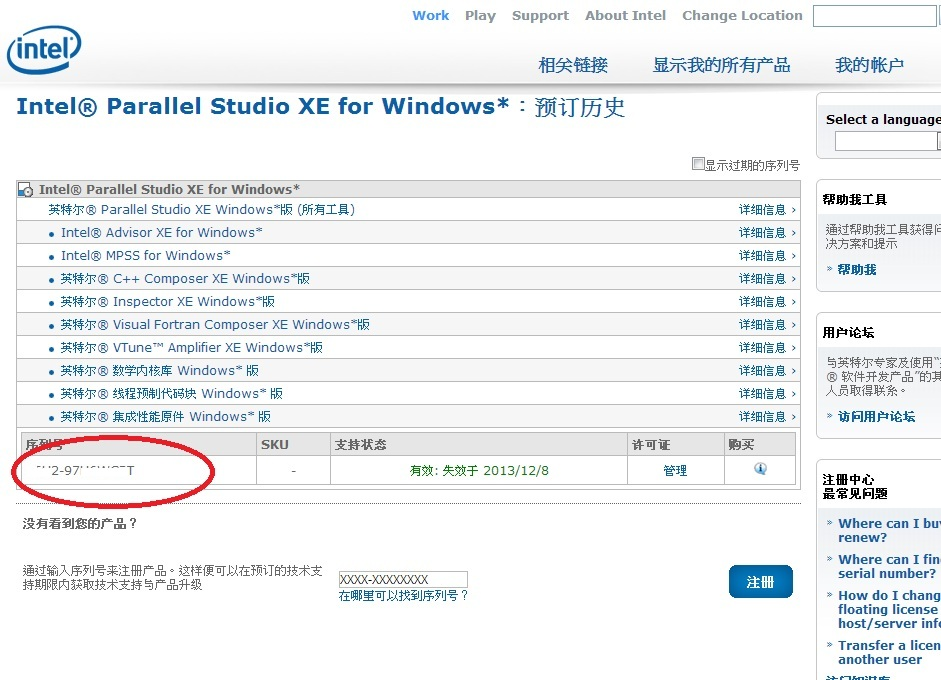 Work Play Support About Intel Change Location
intel
相关链接 显示我的所有产品 我的帐户
Intel® Parallel Studio XE for Windows*：预订历史
Select a language
显示过期的序列号
Intel® Parallel Studio XE for Windows*
英特尔® Parallel Studio XE Windows*版 (所有工具) 详细信息 ›
• Intel® Advisor XE for Windows* 详细信息 ›
• Intel® MPSS for Windows* 详细信息 ›
• 英特尔® C++ Composer XE Windows*版 详细信息 ›
• 英特尔® Inspector XE Windows*版 详细信息 ›
• 英特尔® Visual Fortran Composer XE Windows*版 详细信息 ›
• 英特尔® VTune™ Amplifier XE Windows*版 详细信息 ›
• 英特尔® 数学内核库 Windows* 版 详细信息 ›
• 英特尔® 线程预制代码块 Windows* 版 详细信息 ›
• 英特尔® 集成性能原件 Windows* 版 详细信息 ›
序列号 SKU 支持状态 许可证 购买
- 有效: 失效于 2013/12/8 管理
没有看到您的产品？
通过输入序列号来注册产品。这样便可以在预订的技术支
持期限内获取技术支持与产品升级
XXXX-XXXXXXXX
在哪里可以找到序列号？
注册
帮助我工具
通过帮助我工具获得问
决方案和提示
» 帮助我
用户论坛
与英特尔专家及使用“英
® 软件开发产品”的其
人员取得联系。
» 访问用户论坛
注册中心
最常见问题
» Where can I buy
renew?
» Where can I fin
serial number?
» How do I chang
floating license
host/server info
» Transfer a licen
another user
访问知识库